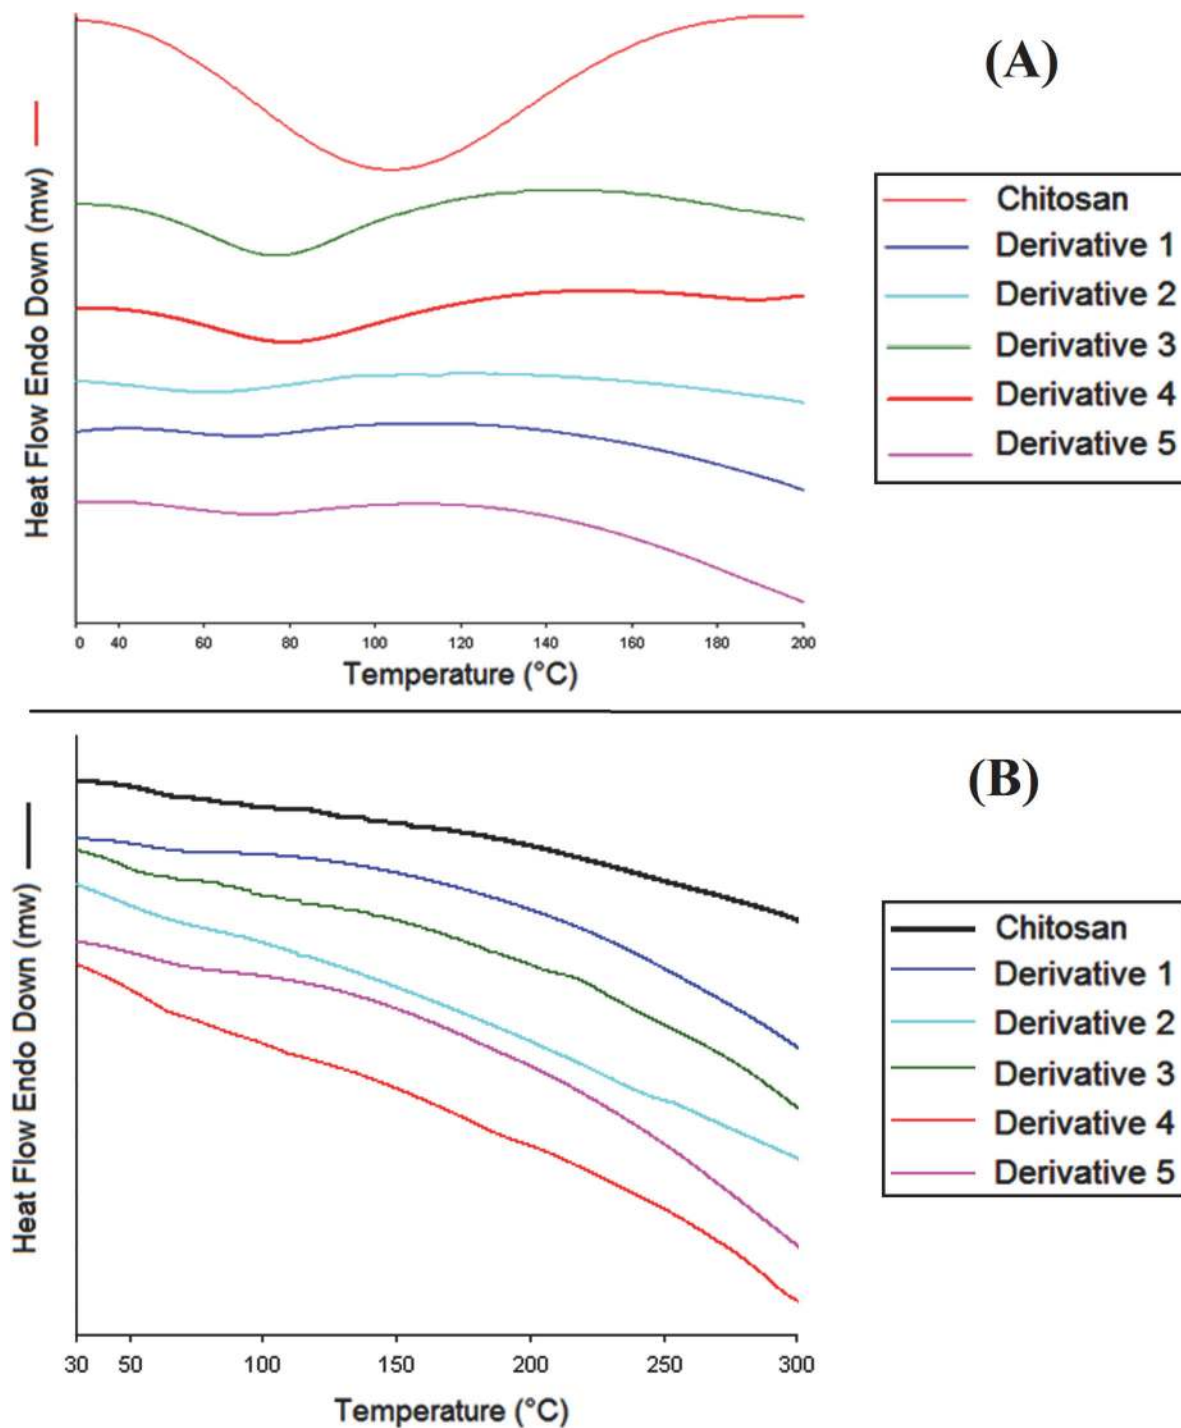 (A)
Heat Flow Endo Down (mw)
Chitosan
Derivative 1
Derivative 2
Derivative 3
Derivative 4
Derivative 5
0 40 60 80 100 120 140 160 180 200
Temperature (°C)
(B)
Heat Flow Endo Down (mw)
Chitosan
Derivative 1
Derivative 2
Derivative 3
Derivative 4
Derivative 5
30 50 100 150 200 250 300
Temperature (°C)